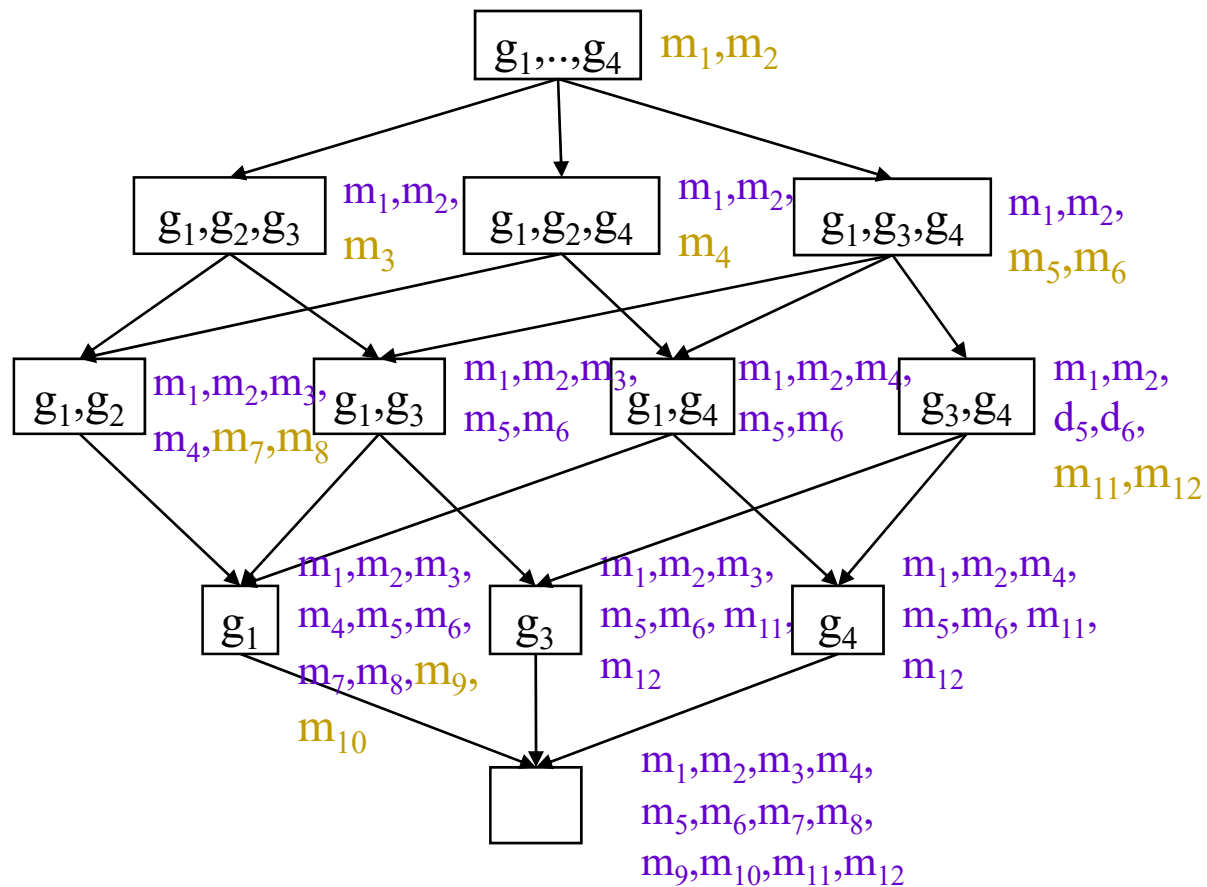 g₁,..,g₄ m₁,m₂
g₁,g₂,g₃
m₁,m₂,
m₃
g₁,g₂,g₄
m₁,m₂,
m₄
g₁,g₃,g₄
m₁,m₂,
m₅,m₆
g₁,g₂
m₁,m₂,m₃,
m₄,m₇,m₈
g₁,g₃
m₁,m₂,m₃,
m₅,m₆
g₁,g₄
m₁,m₂,m₄,
m₅,m₆
g₃,g₄
m₁,m₂,
d₅,d₆,
m₁₁,m₁₂
g₁
m₁,m₂,m₃,
m₄,m₅,m₆,
m₇,m₈,m₉,
m₁₀
g₃
m₁,m₂,m₃,
m₅,m₆, m₁₁,
m₁₂
g₄
m₁,m₂,m₄,
m₅,m₆, m₁₁,
m₁₂
m₁,m₂,m₃,m₄,
m₅,m₆,m₇,m₈,
m₉,m₁₀,m₁₁,m₁₂